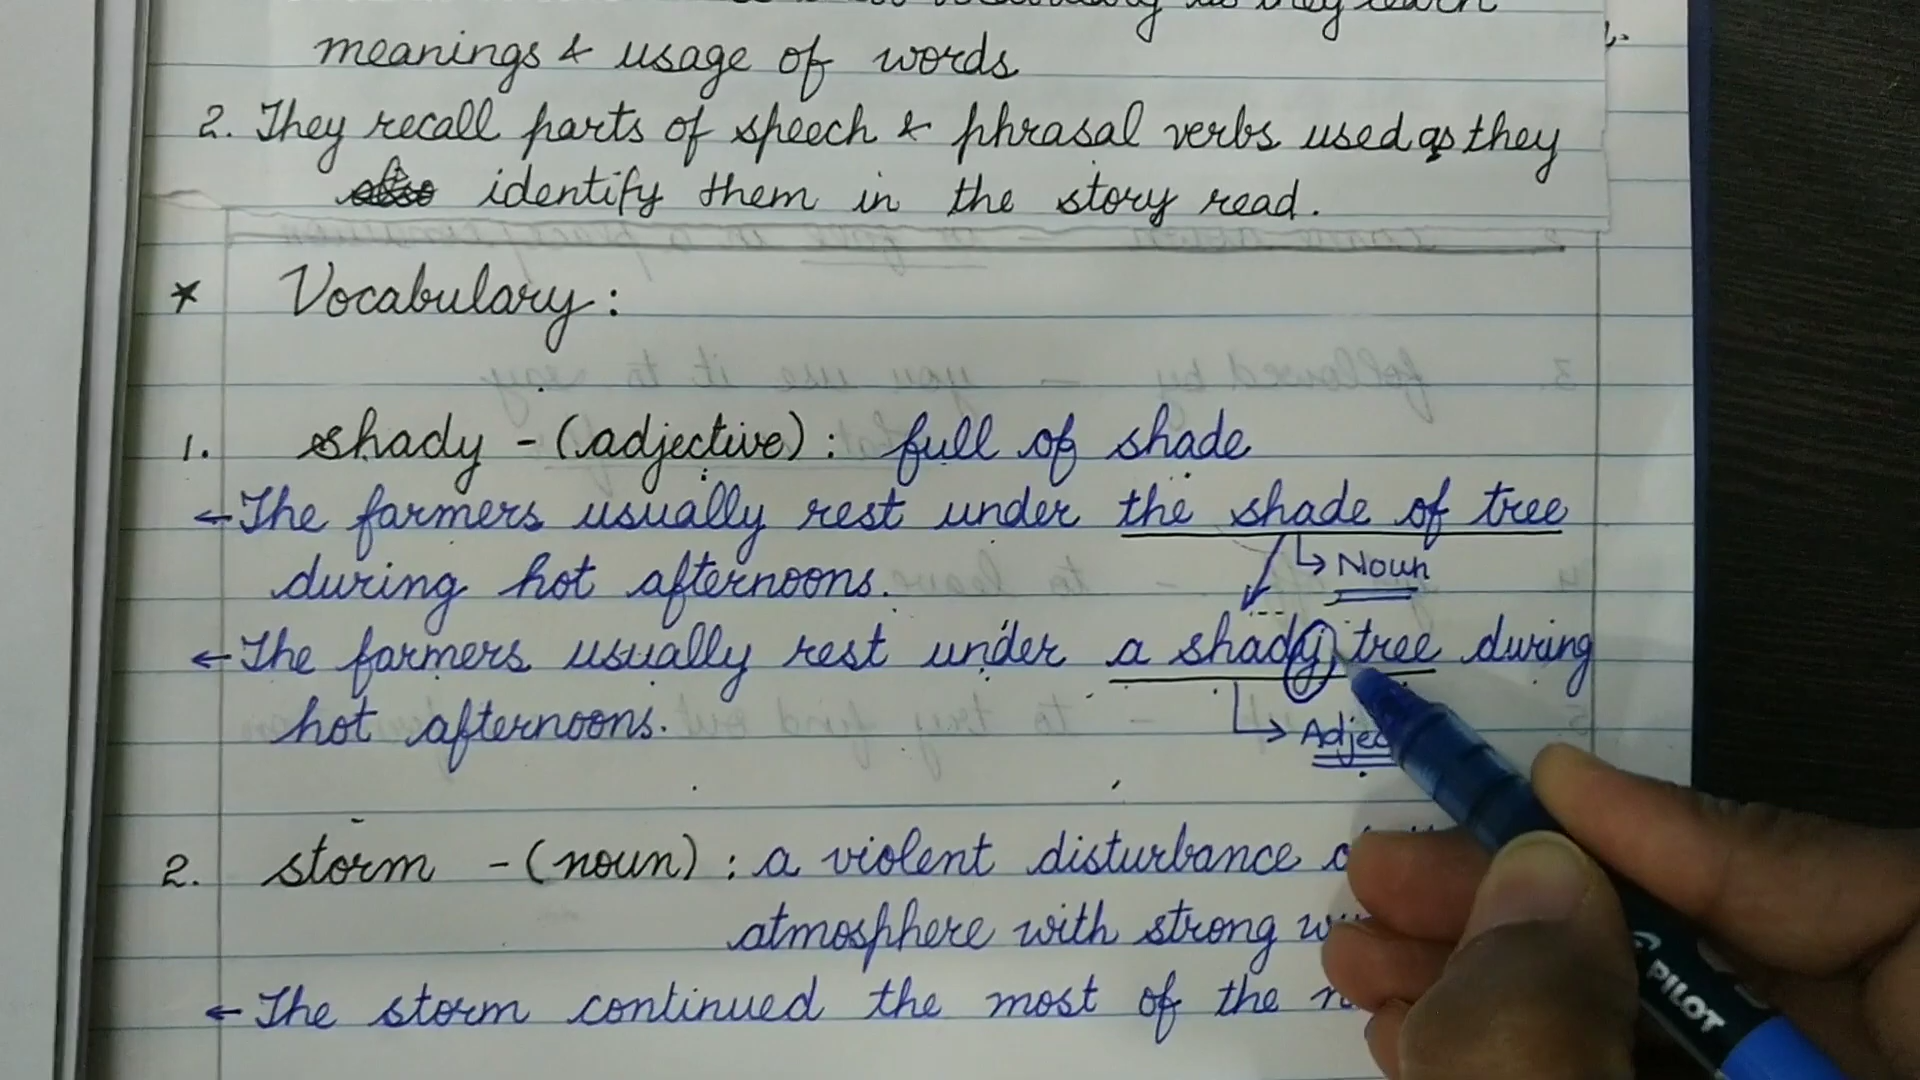 meanings & usage of words
2. They recall parts of speech & phrasal verbs used as they
identify them in the story read.
* Vocabulary :
1. shady - (adjective) : full of shade
The farmers usually rest under the shade of tree
Noun
during hot afternoons.
The farmers usually rest under a shady tree during
hot afternoons.
Adjec
2. storm - (noun) : a violent disturbance
atmosphere with strong
The storm continued the most of the
PILOT